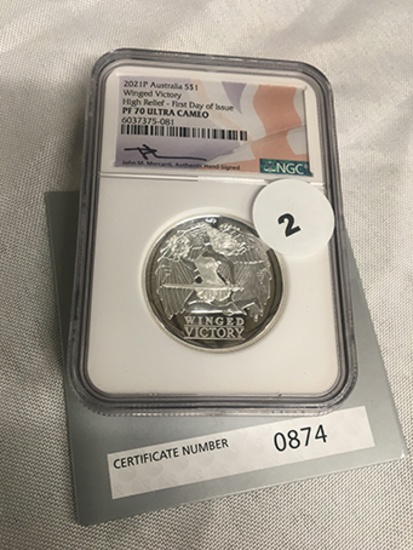 2021P Australia S$1
Winged Victory
High Relief - First Day of Issue
PF 70 ULTRA CAMEO
6037375-081
John M. Mercanti, Authentic Hand Signed
NGC
2
WINGED
VICTORY
CERTIFICATE NUMBER 0874